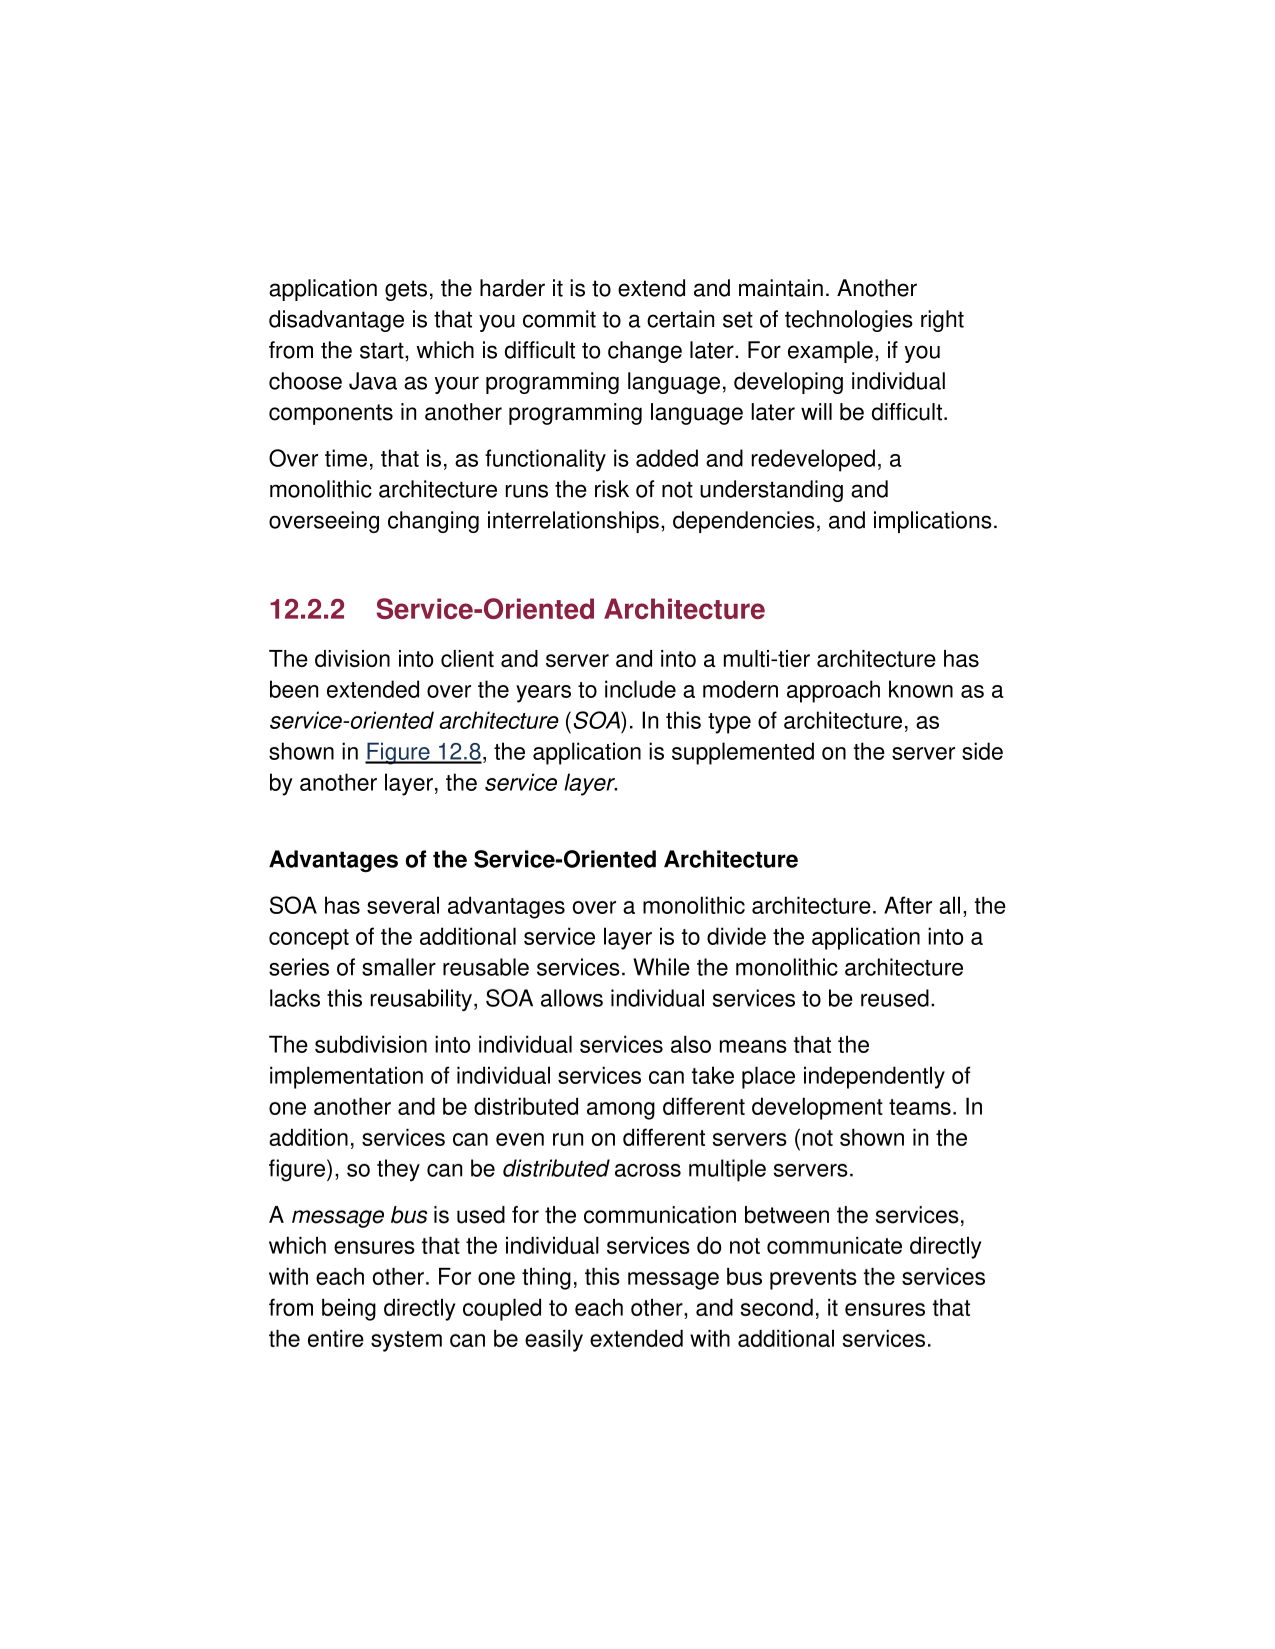 application gets, the harder it is to extend and maintain. Another
disadvantage is that you commit to a certain set of technologies right
from the start, which is difficult to change later. For example, if you
choose Java as your programming language, developing individual
components in another programming language later will be difficult.
Over time, that is, as functionality is added and redeveloped, a
monolithic architecture runs the risk of not understanding and
overseeing changing interrelationships, dependencies, and implications.
12.2.2 Service-Oriented Architecture
The division into client and server and into a multi-tier architecture has
been extended over the years to include a modern approach known as a
service-oriented architecture (SOA). In this type of architecture, as
shown in Figure 12.8, the application is supplemented on the server side
by another layer, the service layer.
Advantages of the Service-Oriented Architecture
SOA has several advantages over a monolithic architecture. After all, the
concept of the additional service layer is to divide the application into a
series of smaller reusable services. While the monolithic architecture
lacks this reusability, SOA allows individual services to be reused.
The subdivision into individual services also means that the
implementation of individual services can take place independently of
one another and be distributed among different development teams. In
addition, services can even run on different servers (not shown in the
figure), so they can be distributed across multiple servers.
A message bus is used for the communication between the services,
which ensures that the individual services do not communicate directly
with each other. For one thing, this message bus prevents the services
from being directly coupled to each other, and second, it ensures that
the entire system can be easily extended with additional services.